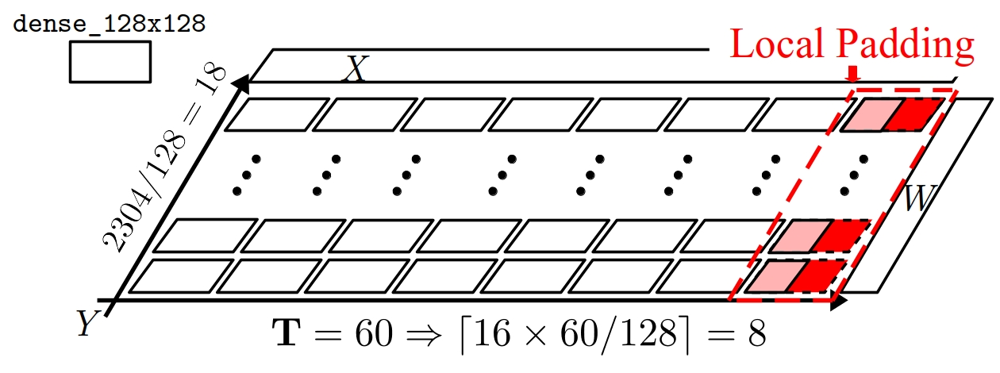 dense_128x128
Local Padding
X
2304/128 = 18
W
Y
T = 60 ⇒ ⌈16 × 60/128⌉ = 8